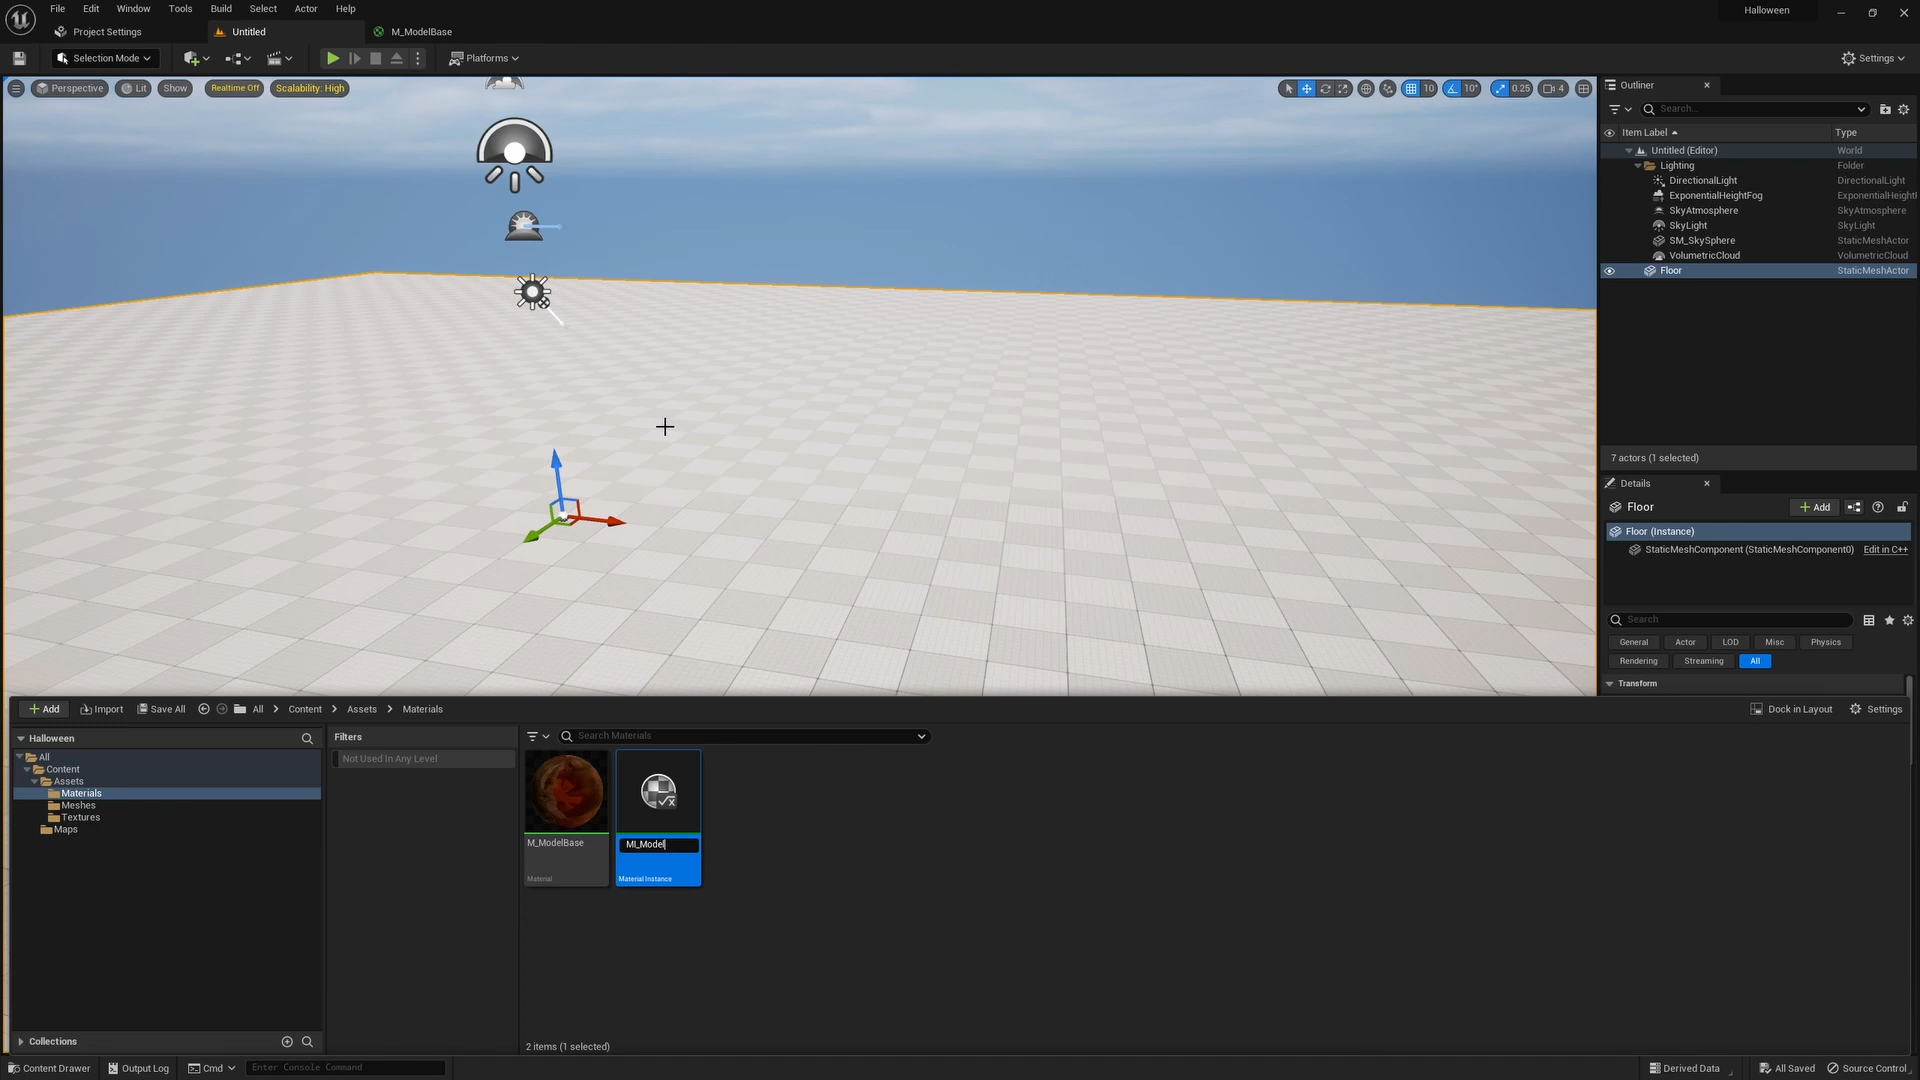 File Edit Window Tools Build Select Actor Help
Halloween
Project Settings
Untitled
M_ModelBase
Selection Mode
Platforms
Settings
Perspective
Lit
Show
Realtime Off
Scalability: High
10
10°
0.25
4
Outliner
Search...
Item Label
Type
Untitled (Editor) World
Lighting Folder
DirectionalLight DirectionalLight
ExponentialHeightFog ExponentialHeightF
SkyAtmosphere SkyAtmosphere
SkyLight SkyLight
SM_SkySphere StaticMeshActor
VolumetricCloud VolumetricCloud
Floor StaticMeshActor
7 actors (1 selected)
Details
Floor
Add
Floor (Instance)
StaticMeshComponent (StaticMeshComponent0) Edit in C++
Search
General Actor LOD Misc Physics
Rendering Streaming All
Transform
Add Import Save All All Content Assets Materials
Dock in Layout Settings
Halloween
All
Content
Assets
Materials
Meshes
Textures
Maps
Collections
Filters
Not Used In Any Level
Search Materials
M_ModelBase
Material
MI_Model
Material Instance
2 items (1 selected)
Content Drawer Output Log Cmd Enter Console Command
Derived Data All Saved Source Control